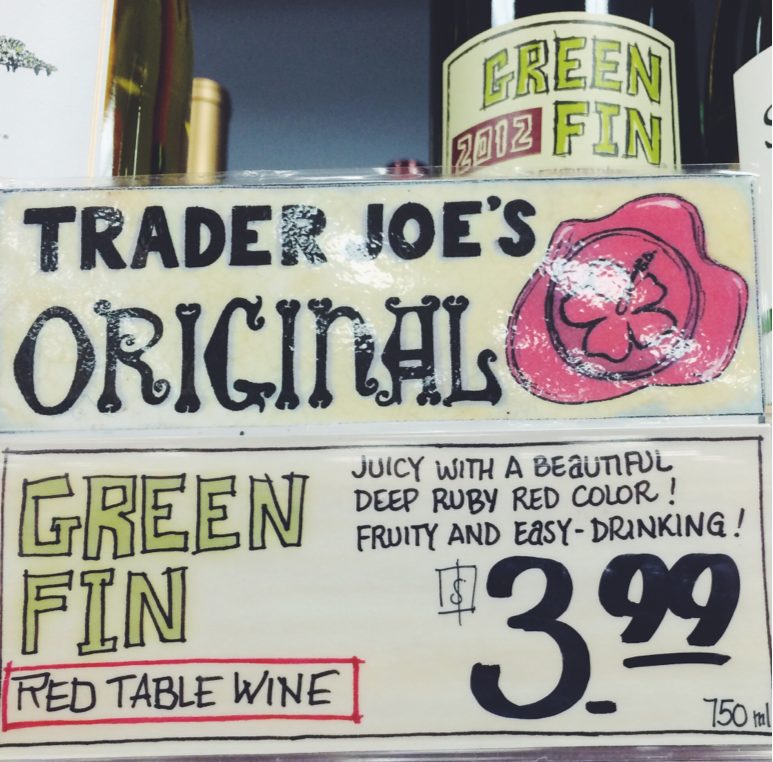 GREEN
2012 FIN
TRADER JOE'S
ORIGINAL
GREEN
FIN
RED TABLE WINE
JUICY WITH A BEAUTIFUL
DEEP RUBY RED COLOR!
FRUITY AND EASY-DRINKING!
$3.99
750 ml